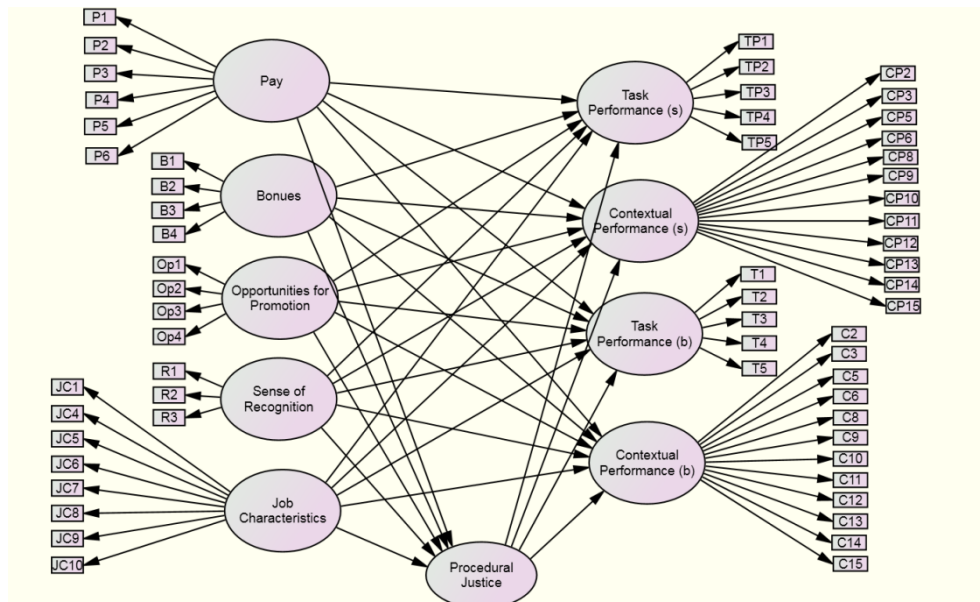 P1
P2
P3
P4
P5
P6
Pay
B1
B2
B3
B4
Bonues
Op1
Op2
Op3
Op4
Opportunities for
Promotion
R1
R2
R3
Sense of
Recognition
JC1
JC4
JC5
JC6
JC7
JC8
JC9
JC10
Job
Characteristics
Procedural
Justice
Task
Performance (s)
TP1
TP2
TP3
TP4
TP5
Contextual
Performance (s)
CP2
CP3
CP5
CP6
CP8
CP9
CP10
CP11
CP12
CP13
CP14
CP15
Task
Performance (b)
T1
T2
T3
T4
T5
Contextual
Performance (b)
C2
C3
C5
C6
C8
C9
C10
C11
C12
C13
C14
C15